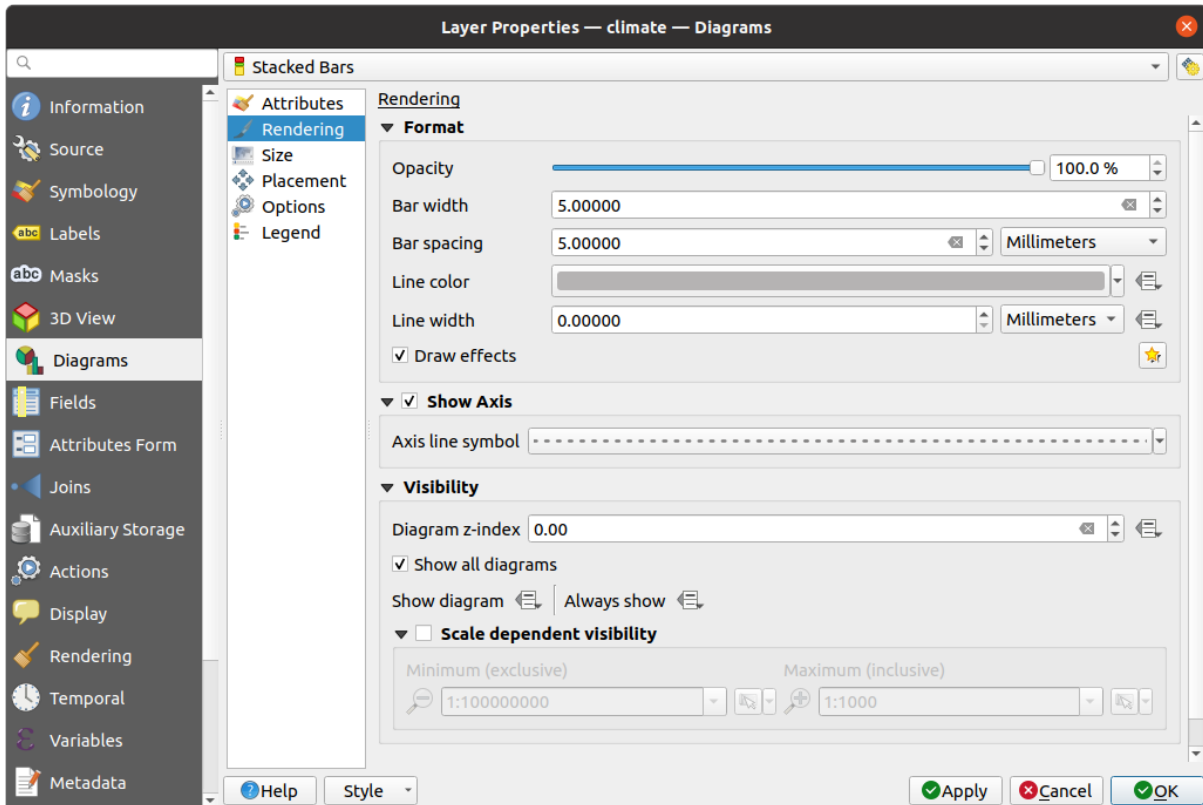 Layer Properties — climate — Diagrams
Stacked Bars
Information
Source
Symbology
abc Labels
abc Masks
3D View
Diagrams
Fields
Attributes Form
Joins
Auxiliary Storage
Actions
Display
Rendering
Temporal
Variables
Metadata
Attributes
Rendering
Size
Placement
Options
Legend
Rendering
Format
Opacity 100.0 %
Bar width 5.00000
Bar spacing 5.00000 Millimeters
Line color
Line width 0.00000 Millimeters
Draw effects
Show Axis
Axis line symbol
Visibility
Diagram z-index 0.00
Show all diagrams
Show diagram Always show
Scale dependent visibility
Minimum (exclusive) Maximum (inclusive)
1:100000000 1:1000
Help Style Apply Cancel OK